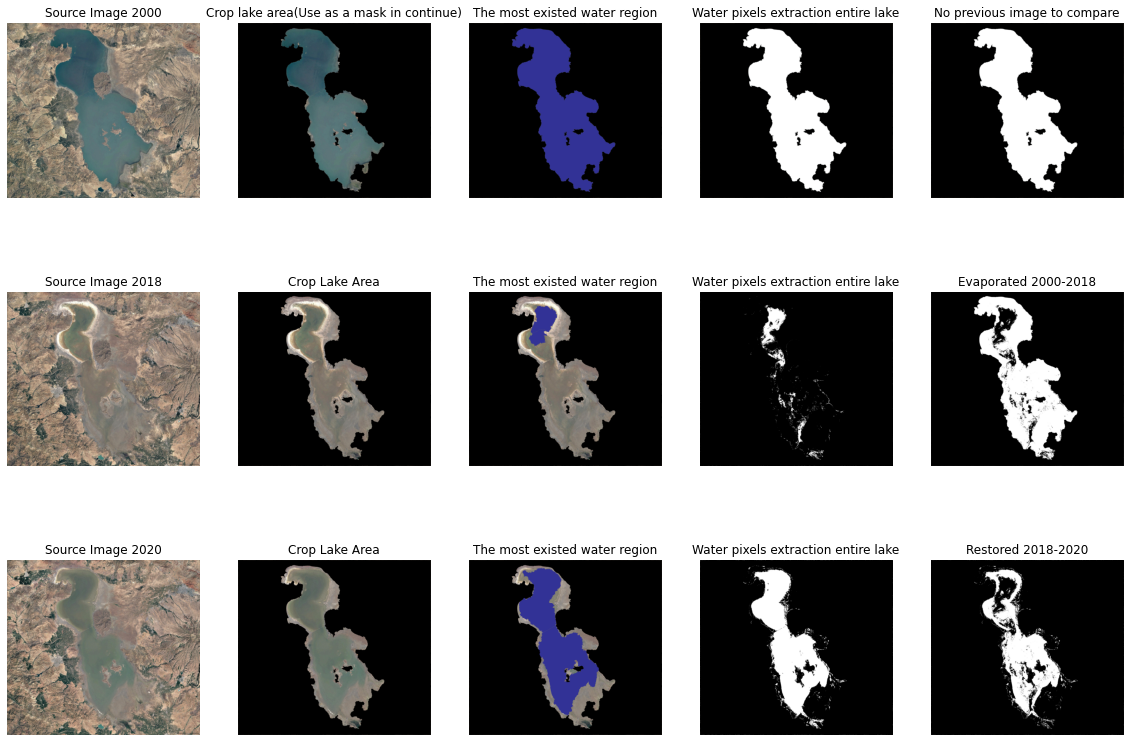 Source Image 2000
Crop lake area(Use as a mask in continue)
The most existed water region
Water pixels extraction entire lake
No previous image to compare
Source Image 2018
Crop Lake Area
The most existed water region
Water pixels extraction entire lake
Evaporated 2000-2018
Source Image 2020
Crop Lake Area
The most existed water region
Water pixels extraction entire lake
Restored 2018-2020